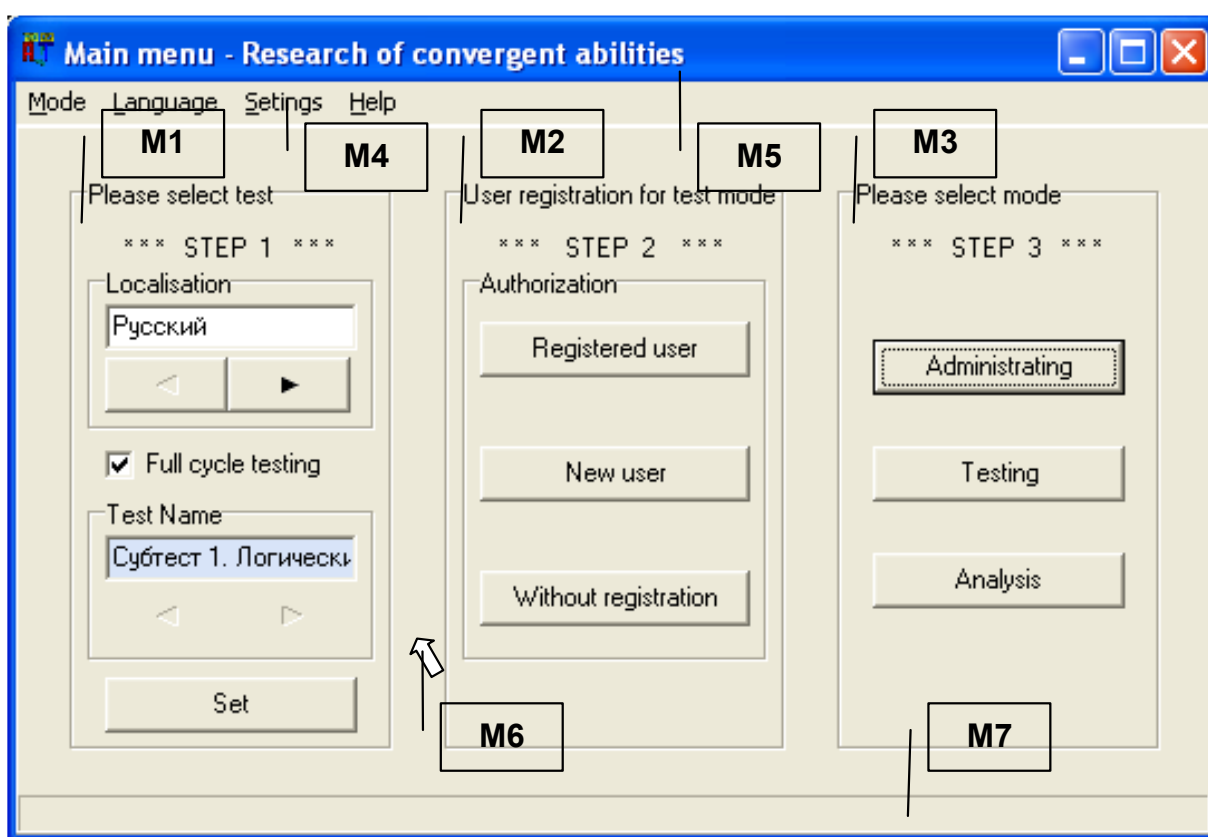 Main menu - Research of convergent abilities
Mode Language Setings Help
M1
M4
M2
M5
M3
Please select test
*** STEP 1 ***
Localisation
Русский
Full cycle testing
Test Name
Субтест 1. Логически
Set
User registration for test mode
*** STEP 2 ***
Authorization
Registered user
New user
Without registration
M6
Please select mode
*** STEP 3 ***
Administrating
Testing
Analysis
M7